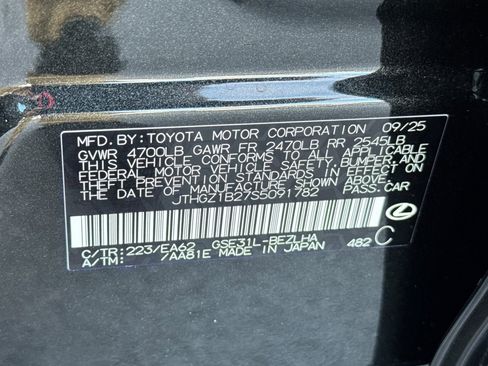 MFD. BY: TOYOTA MOTOR CORPORATION 09/25
GVWR 4700LB GAWR FR 2470LB RR 2545LB
THIS VEHICLE CONFORMS TO ALL APPLICABLE
FEDERAL MOTOR VEHICLE SAFETY, BUMPER, AND
THEFT PREVENTION STANDARDS IN EFFECT ON
THE DATE OF MANUFACTURE SHOWN ABOVE.
JTHGZ1B27S5091782 PASS.CAR
C/TR: 223/EA62 GSE31L-BEZLHA
A/TM: 7AA81E MADE IN JAPAN 482 C